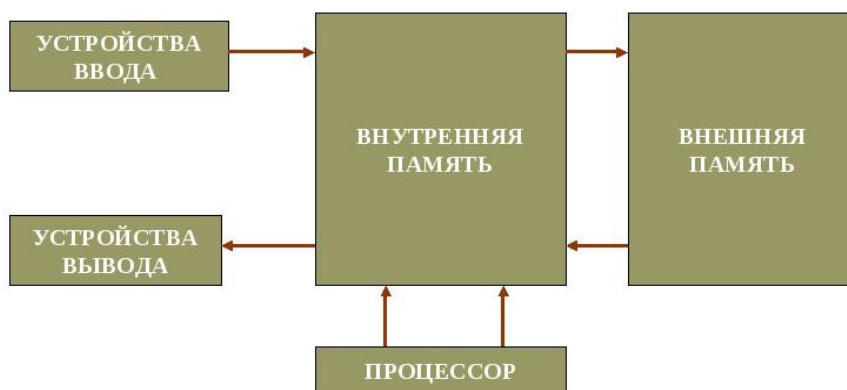 УСТРОЙСТВА
ВВОДА
ВНУТРЕННЯЯ
ПАМЯТЬ
ВНЕШНЯЯ
ПАМЯТЬ
УСТРОЙСТВА
ВЫВОДА
ПРОЦЕССОР